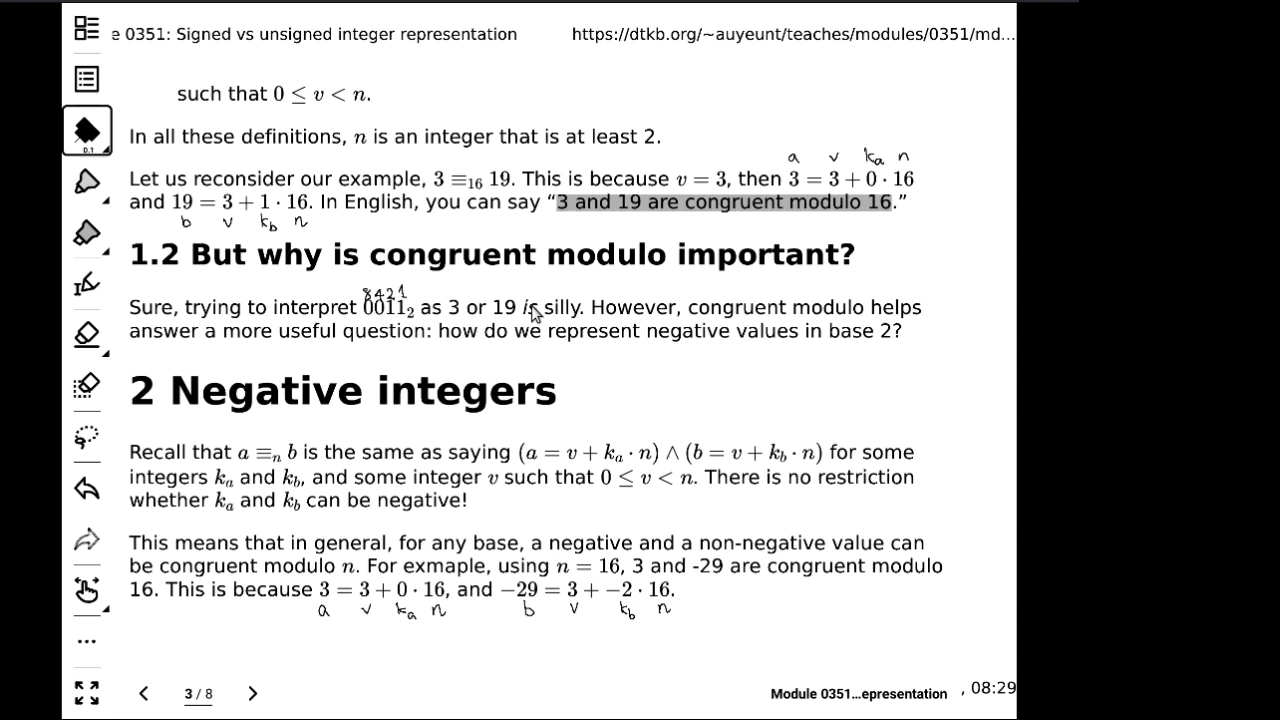 e 0351: Signed vs unsigned integer representation https://dtkb.org/~auyeunt/teaches/modules/0351/md...
such that 0 ≤ v < n.
In all these definitions, n is an integer that is at least 2.
a v kₐ n
Let us reconsider our example, 3 ≡₁₆ 19. This is because v = 3, then 3 = 3 + 0 · 16
and 19 = 3 + 1 · 16. In English, you can say “3 and 19 are congruent modulo 16.”
b v k_b n
1.2 But why is congruent modulo important?
8421
Sure, trying to interpret 0011₂ as 3 or 19 is silly. However, congruent modulo helps
answer a more useful question: how do we represent negative values in base 2?
2 Negative integers
Recall that a ≡ₙ b is the same as saying (a = v + kₐ · n) ∧ (b = v + k_b · n) for some
integers kₐ and k_b, and some integer v such that 0 ≤ v < n. There is no restriction
whether kₐ and k_b can be negative!
This means that in general, for any base, a negative and a non-negative value can
be congruent modulo n. For exmaple, using n = 16, 3 and -29 are congruent modulo
16. This is because 3 = 3 + 0 · 16, and −29 = 3 + −2 · 16.
a v kₐ n b v k_b n
0.1
3 / 8 Module 0351...epresentation , 08:29